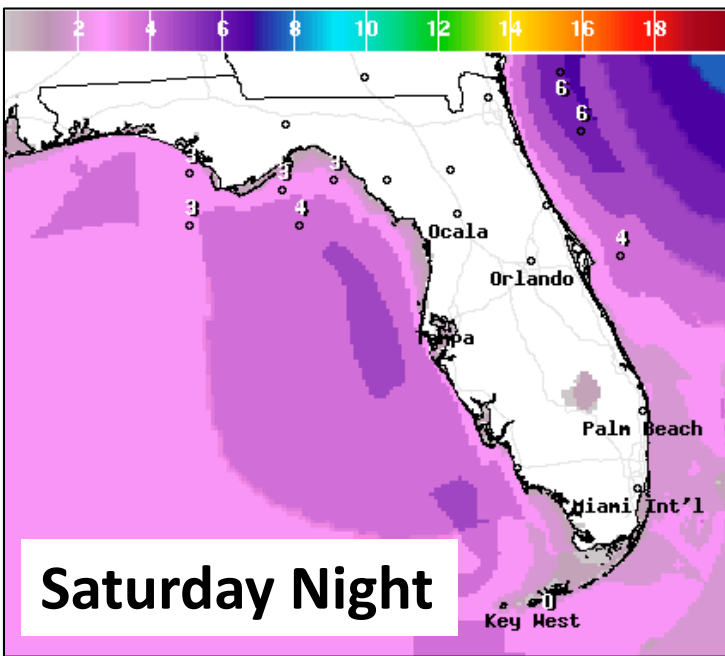 2 4 6 8 10 12 14 16 18
6
6
3 3 3
3 4
Ocala
4
Orlando
Tampa
Palm Beach
Miami Int'l
Saturday Night
0
Key West